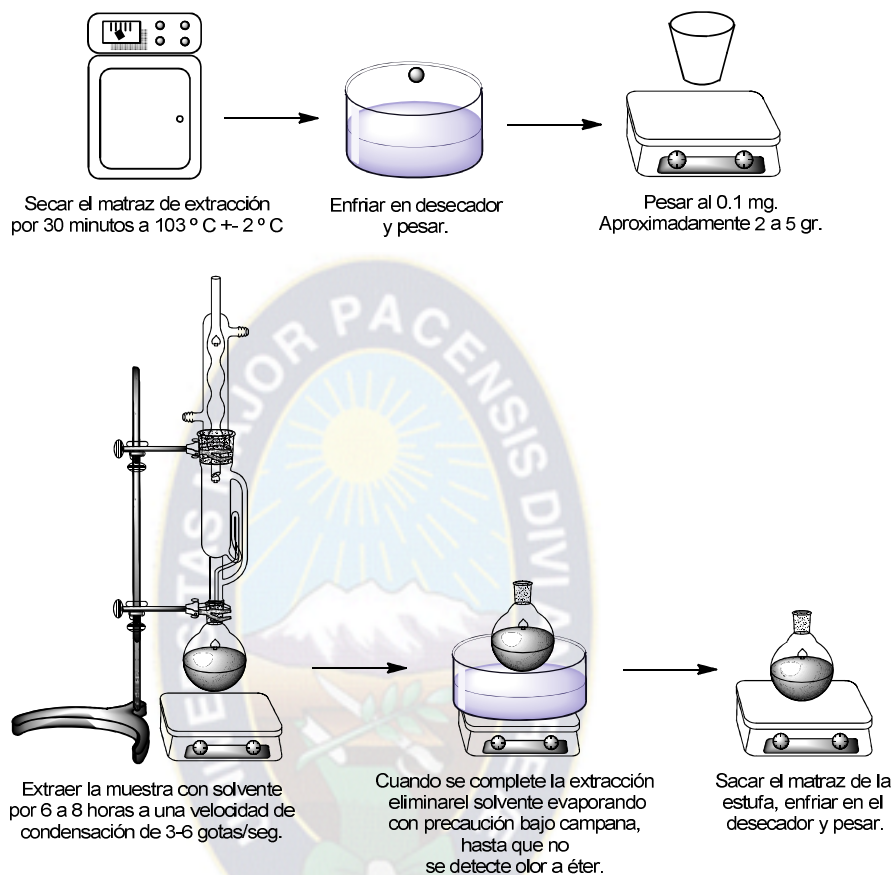 Secar el matraz de extracción
por 30 minutos a 103 º C +- 2 º C
Enfriar en desecador
y pesar.
Pesar al 0.1 mg.
Aproximadamente 2 a 5 gr.
MAJOR PACENSIS DIVI
Extraer la muestra con solvente
por 6 a 8 horas a una velocidad de
condensación de 3-6 gotas/seg.
Cuando se complete la extracción
eliminarel solvente evaporando
con precaución bajo campana,
hasta que no
se detecte olor a éter.
Sacar el matraz de la
estufa, enfriar en el
desecador y pesar.